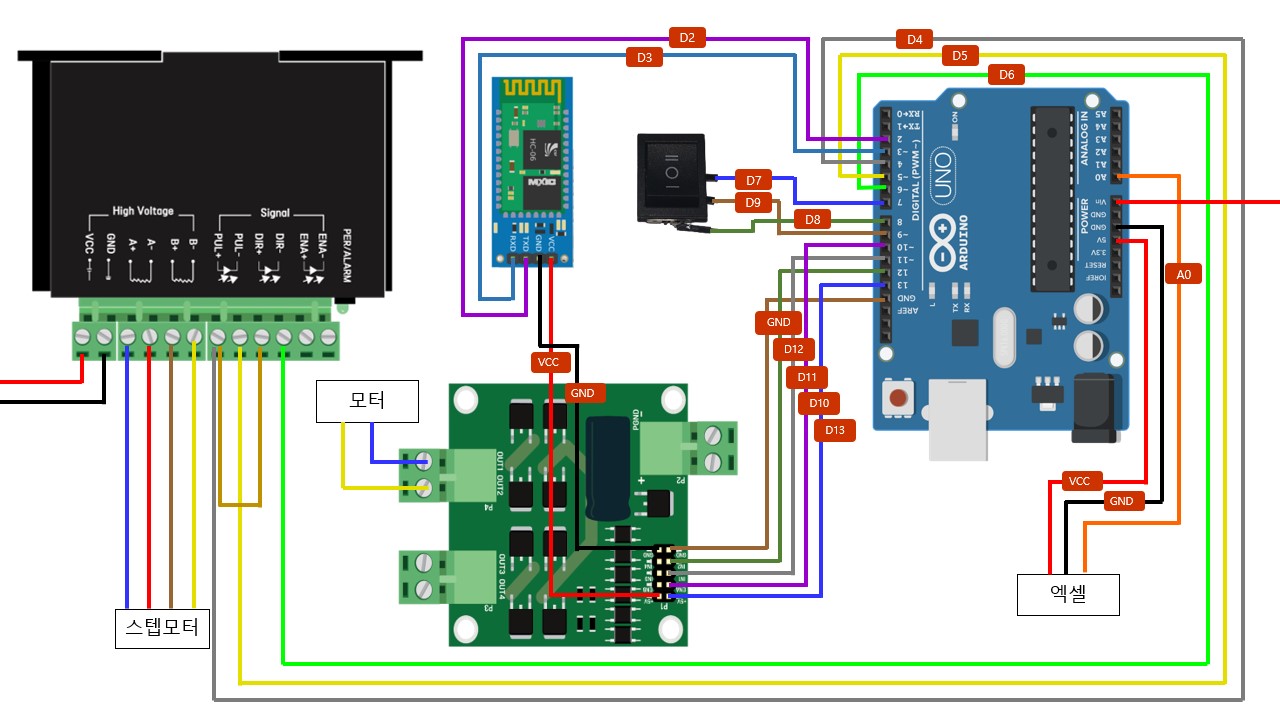 D2
D3
D4
D5
D6
D7
D9
D8
GND
D12
D11
D10
D13
VCC
GND
A0
VCC
GND
High Voltage
Signal
VCC
GND
A+
A-
B+
B-
PUL+
PUL-
DIR+
DIR-
ENA+
ENA-
PER/ALARM
스텝모터
모터
엑셀
HC-06
RXD
TXD
GND
VCC
OUT1 OUT2
P4
OUT3 OUT4
P3
PGND
P2
P1
ON
UNO
ARDUINO
DIGITAL (PWM~)
RX←0
TX→1
2
~3
4
~5
~6
7
8
~9
~10
~11
12
13
GND
AREF
L
TX
RX
ANALOG IN
A5
A4
A3
A2
A1
A0
POWER
Vin
GND
GND
5V
3.3V
RESET
IOREF